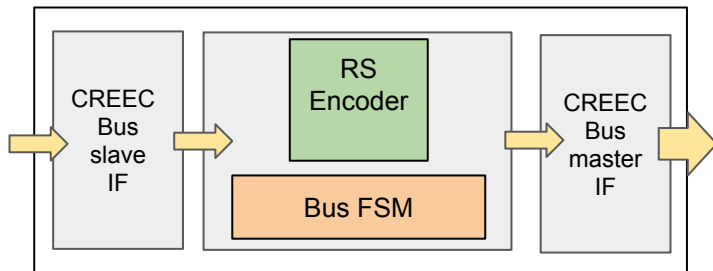 CREEC
Bus
slave
IF
RS
Encoder
Bus FSM
CREEC
Bus
master
IF